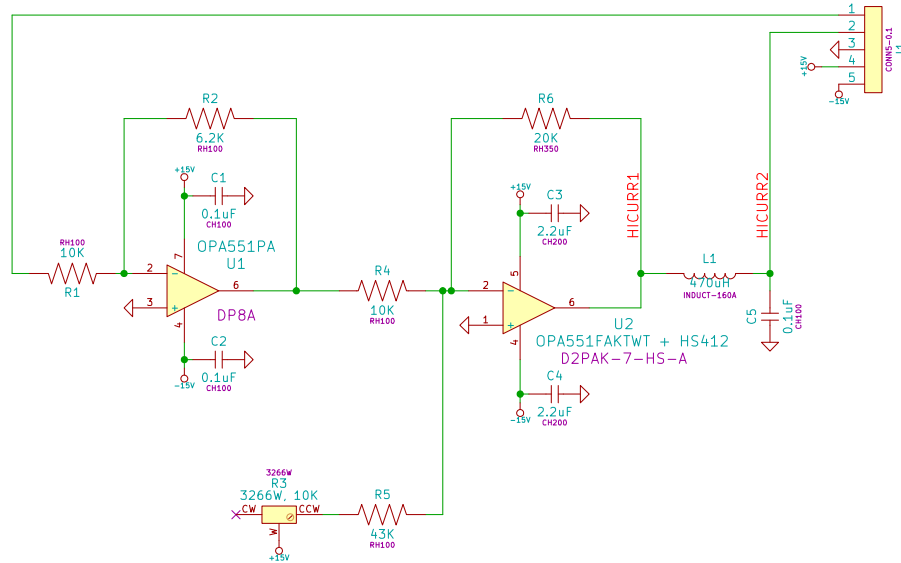 1
2
3
4
5
CONN5-0.1
J1
+15V
-15V
R2
6.2K
RH100
R6
20K
RH350
+15V
C1
0.1uF
CH100
+15V
C3
2.2uF
CH200
HICURR1
HICURR2
RH100
10K
R1
OPA551PA
U1
7
2
3
6
4
DP8A
R4
10K
RH100
5
2
1
6
4
U2
OPA551FAKTWT + HS412
D2PAK-7-HS-A
L1
470uH
INDUCT-160A
C5
0.1uF
CH100
C2
0.1uF
CH100
-15V
C4
2.2uF
CH200
-15V
3266W
R3
3266W, 10K
CW
CCW
W
+15V
R5
43K
RH100